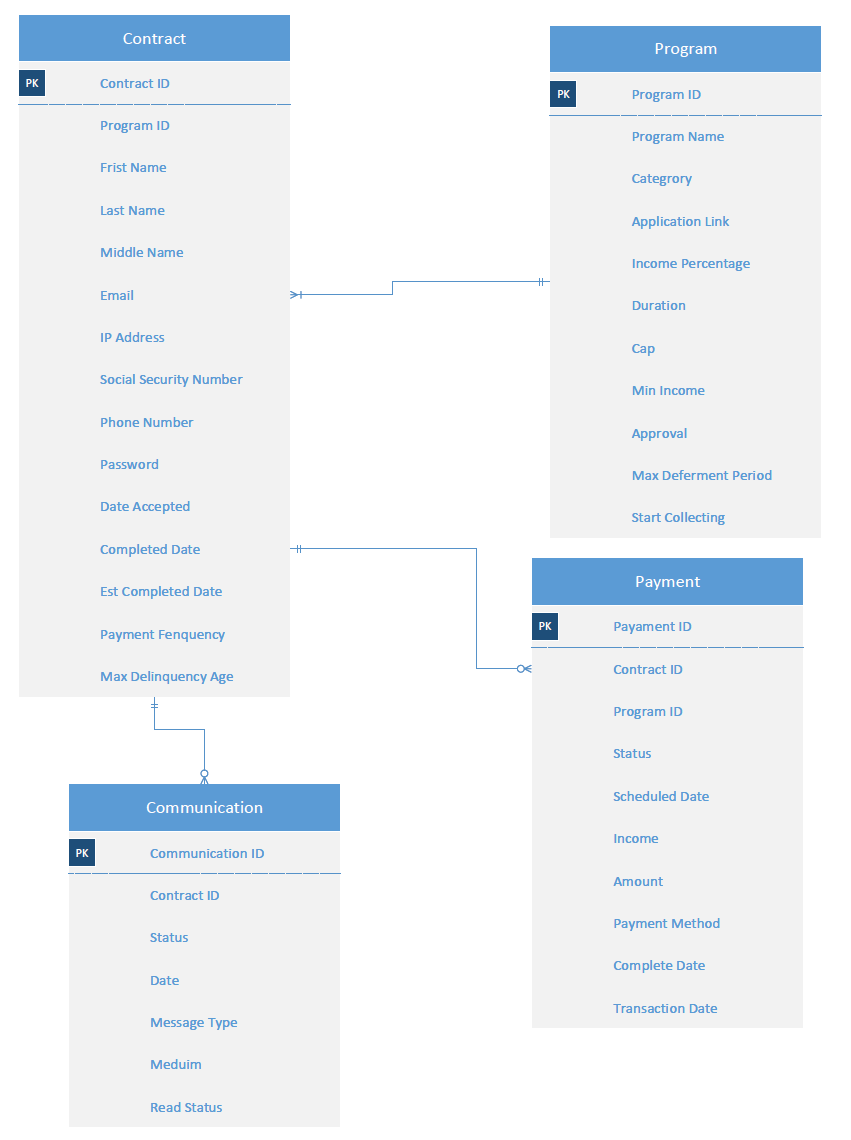 Contract
PK Contract ID
Program ID
Frist Name
Last Name
Middle Name
Email
IP Address
Social Security Number
Phone Number
Password
Date Accepted
Completed Date
Est Completed Date
Payment Fenquency
Max Delinquency Age
Program
PK Program ID
Program Name
Categrory
Application Link
Income Percentage
Duration
Cap
Min Income
Approval
Max Deferment Period
Start Collecting
Payment
PK Payament ID
Contract ID
Program ID
Status
Scheduled Date
Income
Amount
Payment Method
Complete Date
Transaction Date
Communication
PK Communication ID
Contract ID
Status
Date
Message Type
Meduim
Read Status